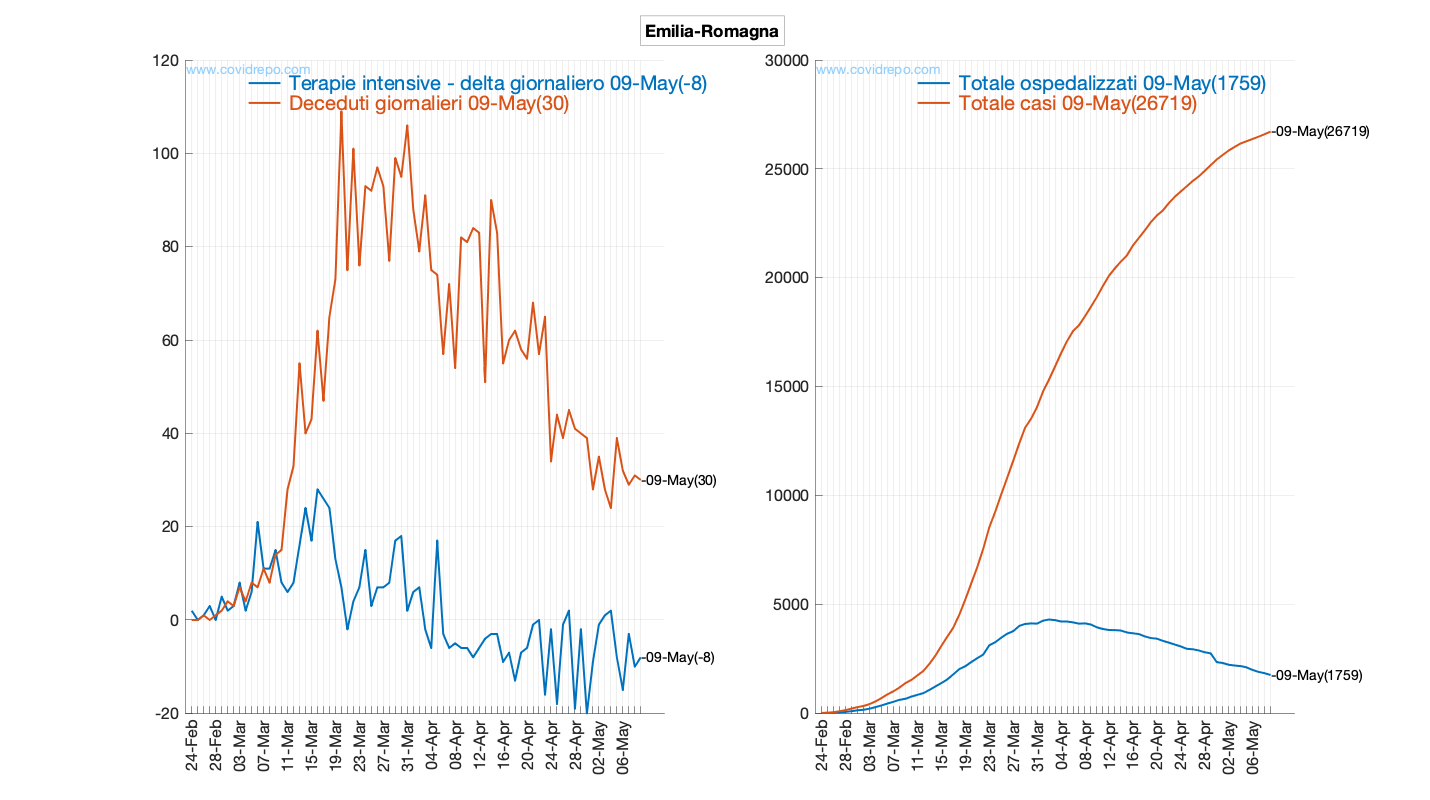 Emilia-Romagna
www.covidrepo.com
Terapie intensive - delta giornaliero 09-May(-8)
Deceduti giornalieri 09-May(30)
120
100
80
60
40
20
0
-20
-09-May(30)
-09-May(-8)
24-Feb
28-Feb
03-Mar
07-Mar
11-Mar
15-Mar
19-Mar
23-Mar
27-Mar
31-Mar
04-Apr
08-Apr
12-Apr
16-Apr
20-Apr
24-Apr
28-Apr
02-May
06-May
www.covidrepo.com
Totale ospedalizzati 09-May(1759)
Totale casi 09-May(26719)
30000
25000
20000
15000
10000
5000
0
-09-May(26719)
-09-May(1759)
24-Feb
28-Feb
03-Mar
07-Mar
11-Mar
15-Mar
19-Mar
23-Mar
27-Mar
31-Mar
04-Apr
08-Apr
12-Apr
16-Apr
20-Apr
24-Apr
28-Apr
02-May
06-May